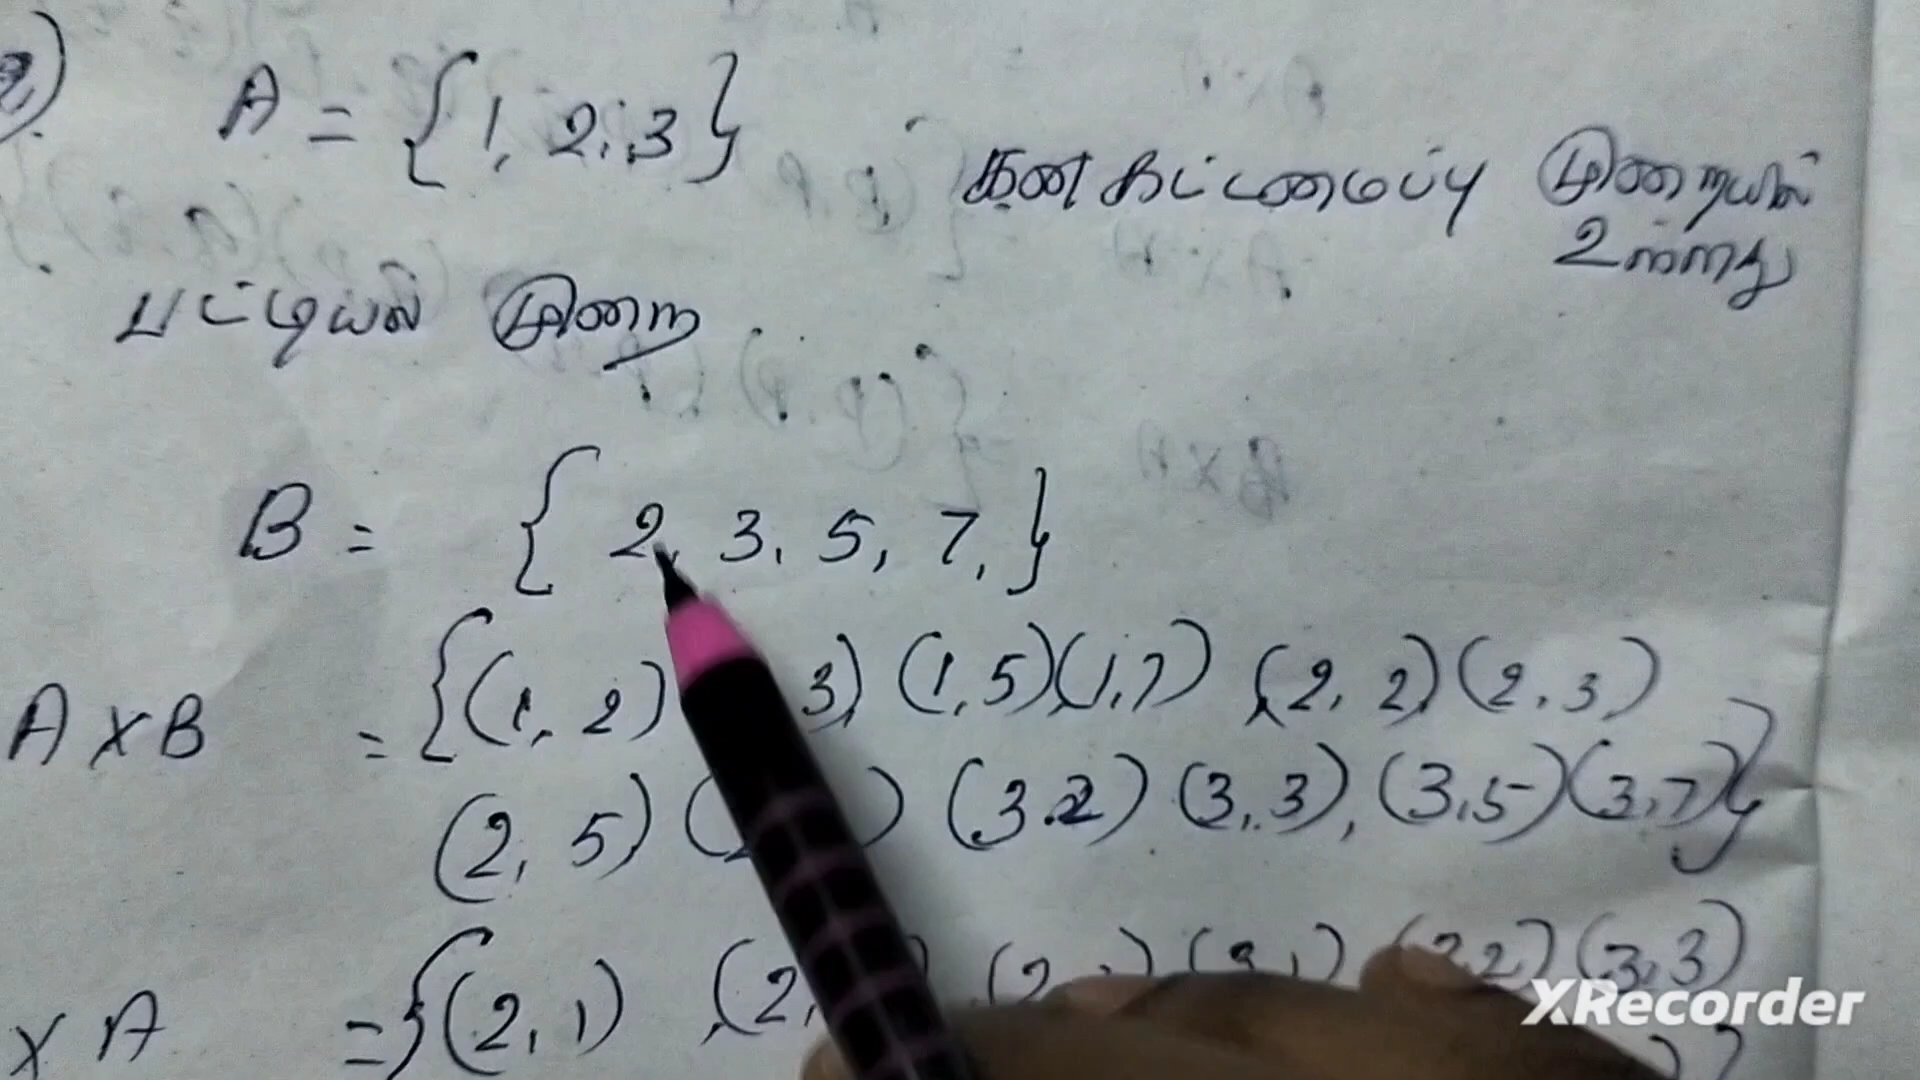 A = {1, 2, 3}
கண கட்டமைப்பு முறையில்
உள்ளது
பட்டியல் முறை
B = { 2, 3, 5, 7, }
A x B = {(1, 2) 3), (1, 5)(1, 7) (2, 2) (2, 3)
(2, 5) ( ) (3.2) (3, 3), (3,5)(3,7)}
x A = {(2, 1) (2, (3,3)
XRecorder